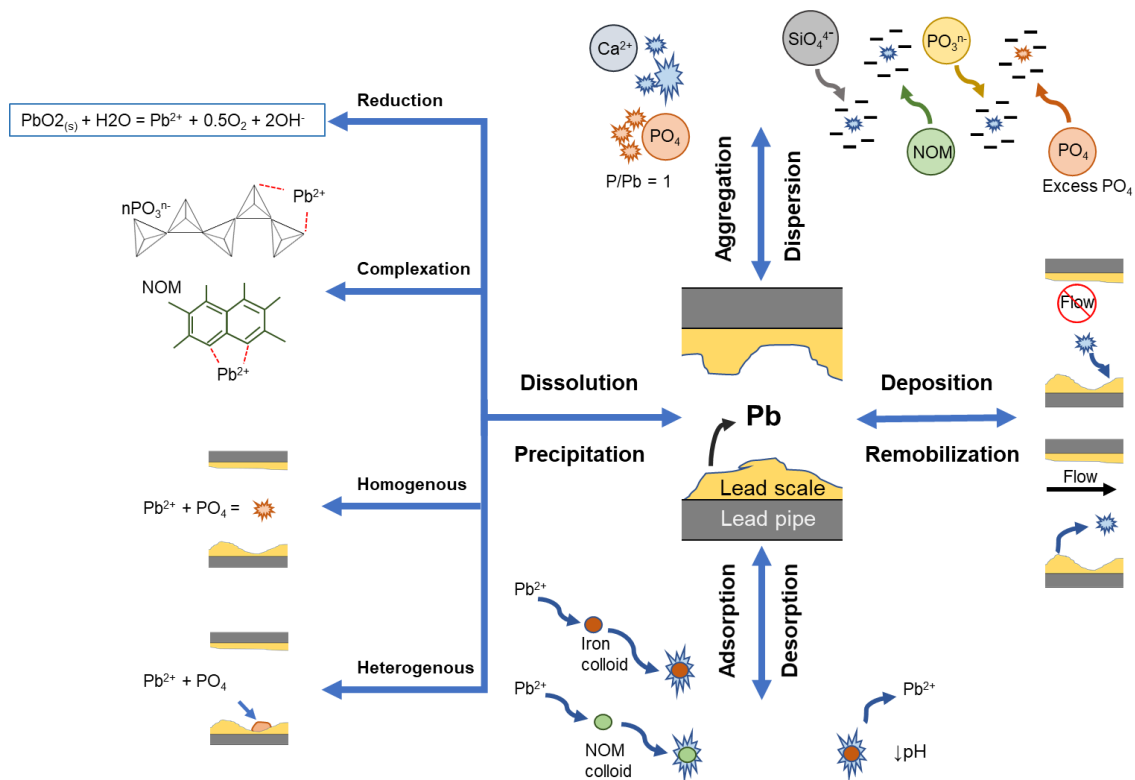 Reduction
PbO2(s) + H2O = Pb²⁺ + 0.5O₂ + 2OH⁻
nPO₃ⁿ⁻
Pb²⁺
Complexation
NOM
Pb²⁺
Homogenous
Pb²⁺ + PO₄ =
Heterogenous
Pb²⁺ + PO₄
Ca²⁺
PO₄
P/Pb = 1
SiO₄⁴⁻
PO₃ⁿ⁻
NOM
PO₄
Excess PO₄
Aggregation
Dispersion
Dissolution
Precipitation
Pb
Lead scale
Lead pipe
Deposition
Remobilization
Flow
Flow
Adsorption
Desorption
Pb²⁺
Iron
colloid
Pb²⁺
NOM
colloid
Pb²⁺
↓pH